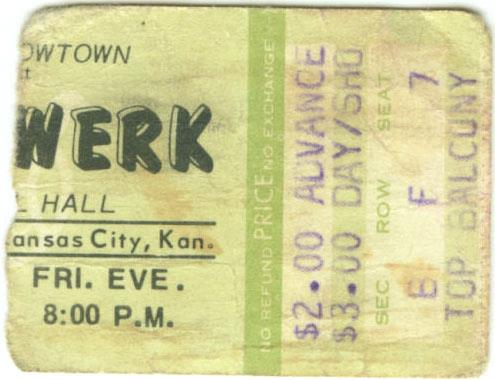 OWTOWN
WERK
L HALL
ansas City, Kan.
FRI. EVE.
8:00 P.M.
NO REFUND PRICE NO EXCHANGE
$2.00 ADVANCE
$3.00 DAY/SHO
SEC ROW SEAT
E F 7
TOP BALCUNY